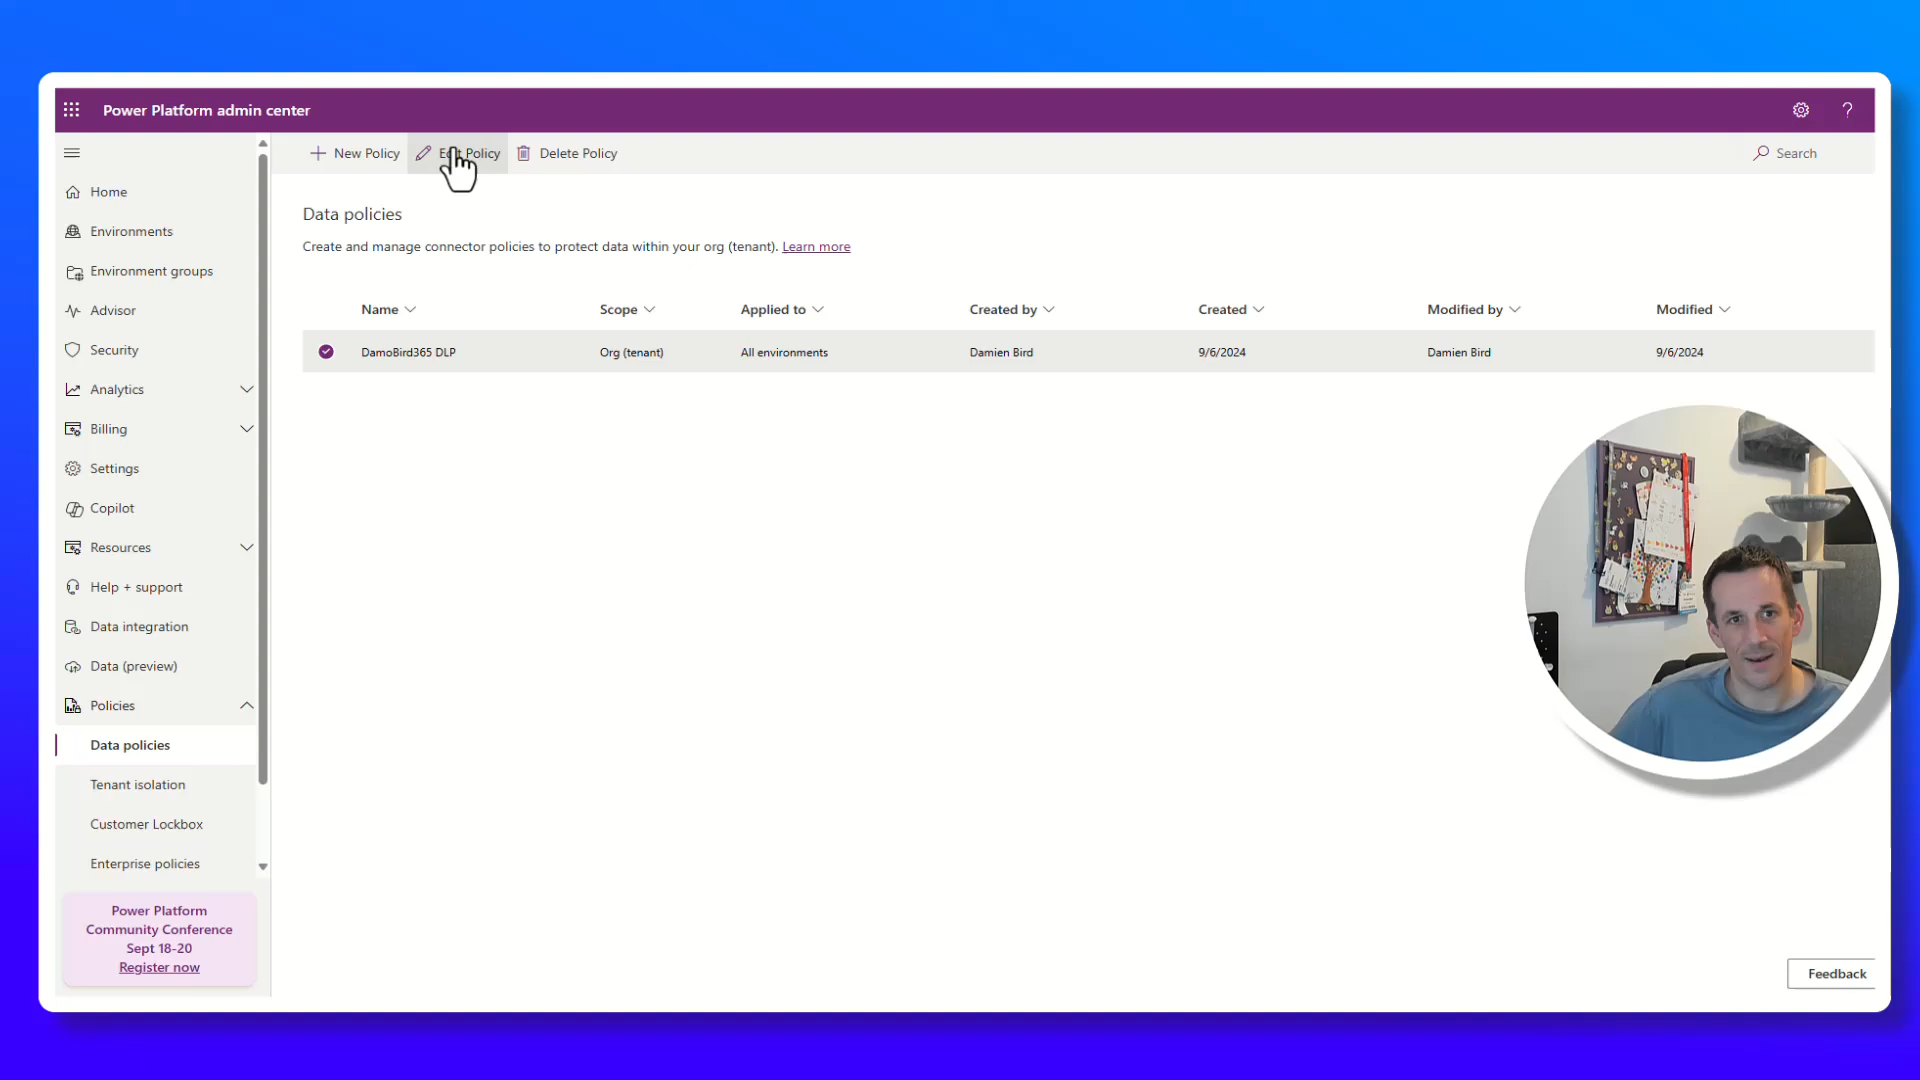 Power Platform admin center
?
New Policy
Edit Policy
Delete Policy
Search
Home
Environments
Environment groups
Advisor
Security
Analytics
Billing
Settings
Copilot
Resources
Help + support
Data integration
Data (preview)
Policies
Data policies
Tenant isolation
Customer Lockbox
Enterprise policies
Power Platform
Community Conference
Sept 18-20
Register now
Data policies
Create and manage connector policies to protect data within your org (tenant). Learn more
Name Scope Applied to Created by Created Modified by Modified
DamoBird365 DLP Org (tenant) All environments Damien Bird 9/6/2024 Damien Bird 9/6/2024
Feedback